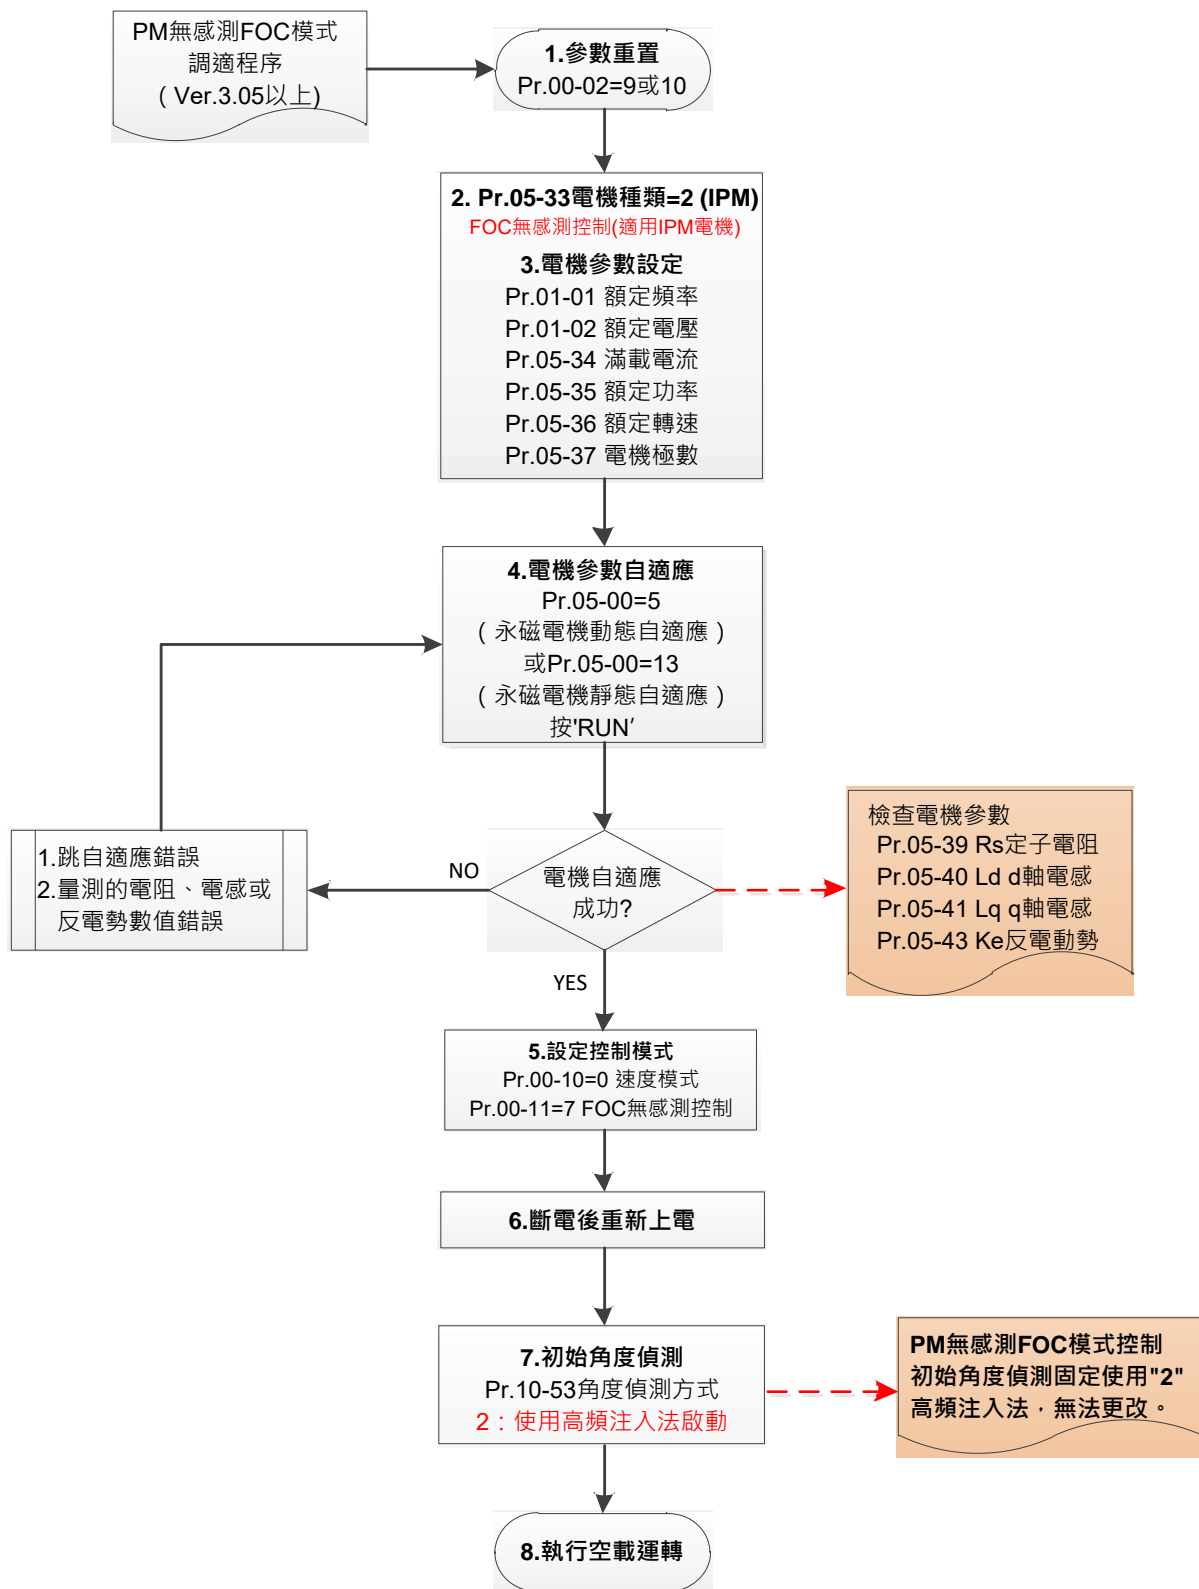 PM無感測FOC模式
調適程序
( Ver.3.05以上)
1.參數重置
Pr.00-02=9或10
2. Pr.05-33電機種類=2 (IPM)
FOC無感測控制(適用IPM電機)
3.電機參數設定
Pr.01-01 額定頻率
Pr.01-02 額定電壓
Pr.05-34 滿載電流
Pr.05-35 額定功率
Pr.05-36 額定轉速
Pr.05-37 電機極數
4.電機參數自適應
Pr.05-00=5
( 永磁電機動態自適應 )
或Pr.05-00=13
( 永磁電機靜態自適應 )
按'RUN′
1.跳自適應錯誤
2.量測的電阻、電感或
反電勢數值錯誤
NO
電機自適應
成功?
YES
檢查電機參數
Pr.05-39 Rs定子電阻
Pr.05-40 Ld d軸電感
Pr.05-41 Lq q軸電感
Pr.05-43 Ke反電動勢
5.設定控制模式
Pr.00-10=0 速度模式
Pr.00-11=7 FOC無感測控制
6.斷電後重新上電
7.初始角度偵測
Pr.10-53角度偵測方式
2：使用高頻注入法啟動
PM無感測FOC模式控制
初始角度偵測固定使用"2"
高頻注入法，無法更改。
8.執行空載運轉